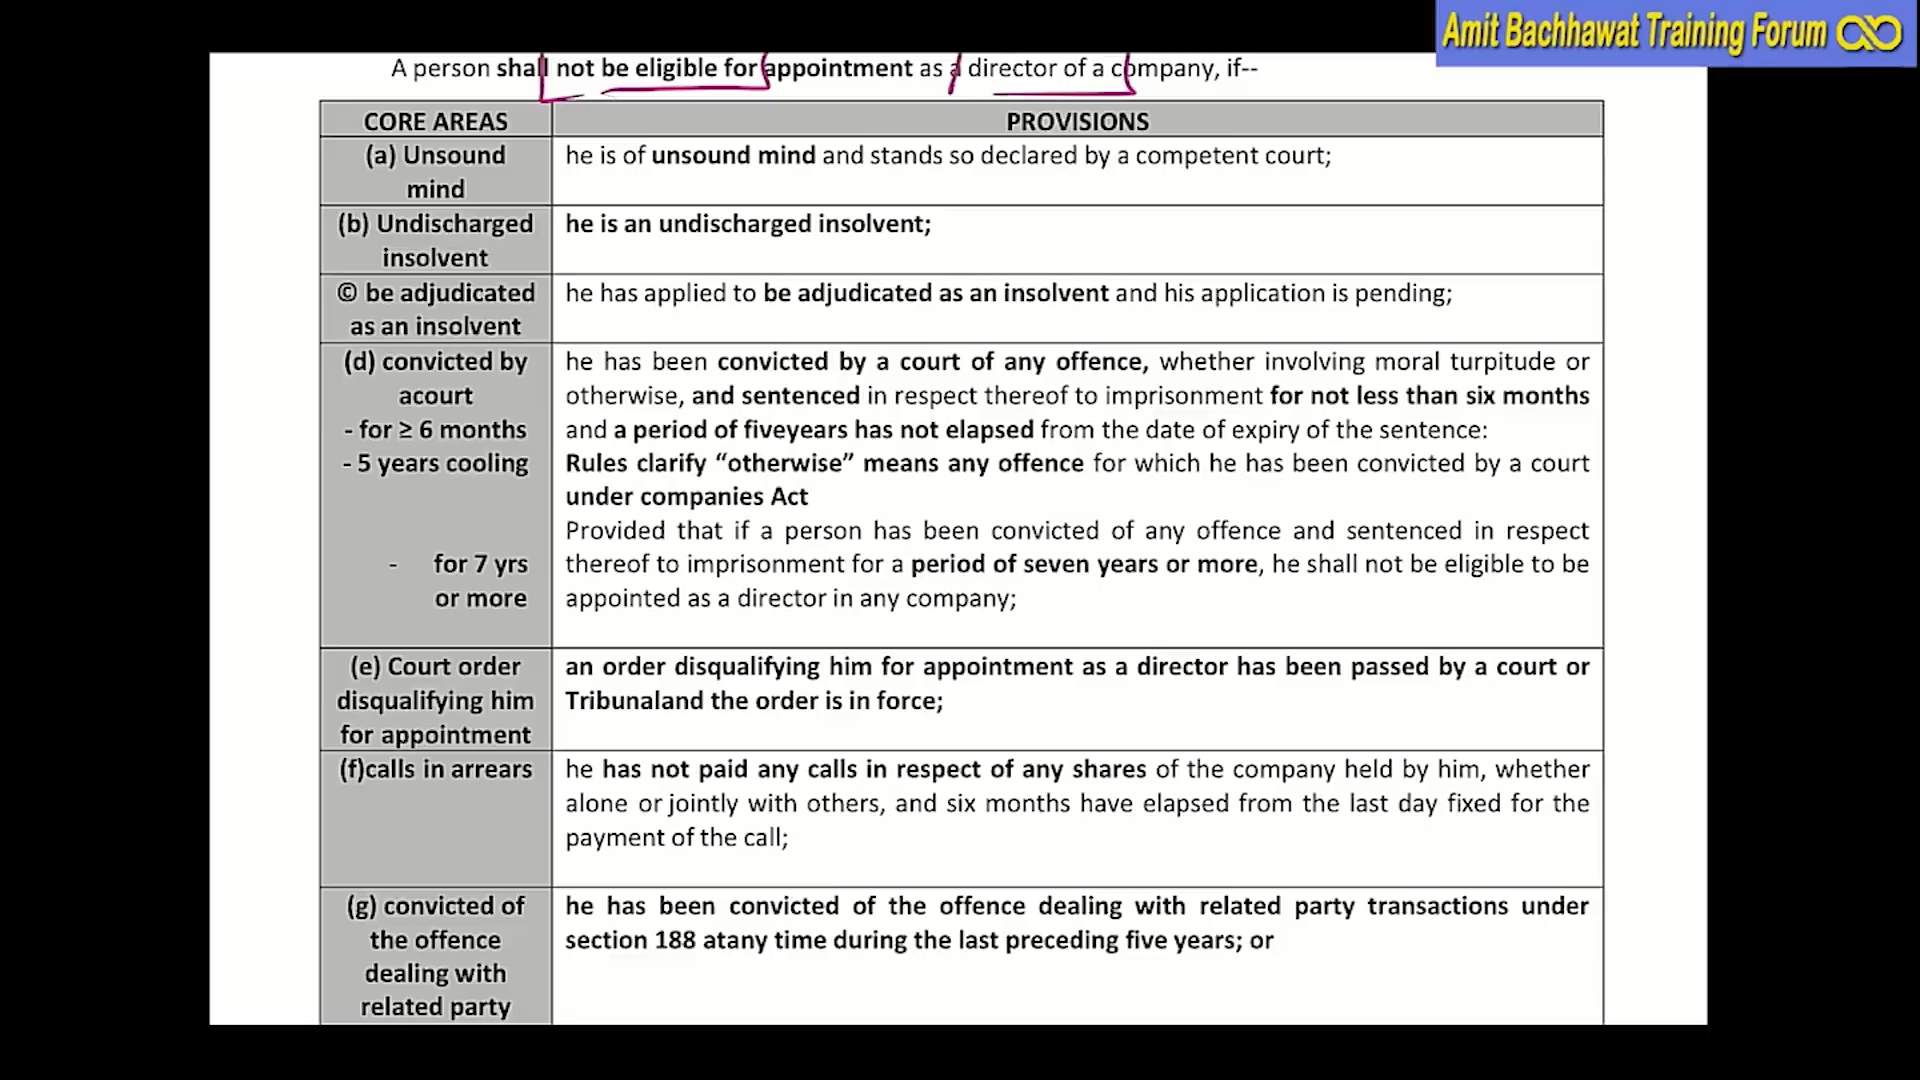 Amit Bachhawat Training Forum
A person shall not be eligible for appointment as a director of a company, if--
CORE AREAS
PROVISIONS
(a) Unsound
mind
he is of unsound mind and stands so declared by a competent court;
(b) Undischarged
insolvent
he is an undischarged insolvent;
© be adjudicated
as an insolvent
he has applied to be adjudicated as an insolvent and his application is pending;
(d) convicted by
acourt
- for ≥ 6 months
- 5 years cooling
- for 7 yrs
or more
he has been convicted by a court of any offence, whether involving moral turpitude or
otherwise, and sentenced in respect thereof to imprisonment for not less than six months
and a period of fiveyears has not elapsed from the date of expiry of the sentence:
Rules clarify “otherwise” means any offence for which he has been convicted by a court
under companies Act
Provided that if a person has been convicted of any offence and sentenced in respect
thereof to imprisonment for a period of seven years or more, he shall not be eligible to be
appointed as a director in any company;
(e) Court order
disqualifying him
for appointment
an order disqualifying him for appointment as a director has been passed by a court or
Tribunaland the order is in force;
(f)calls in arrears
he has not paid any calls in respect of any shares of the company held by him, whether
alone or jointly with others, and six months have elapsed from the last day fixed for the
payment of the call;
(g) convicted of
the offence
dealing with
related party
he has been convicted of the offence dealing with related party transactions under
section 188 atany time during the last preceding five years; or